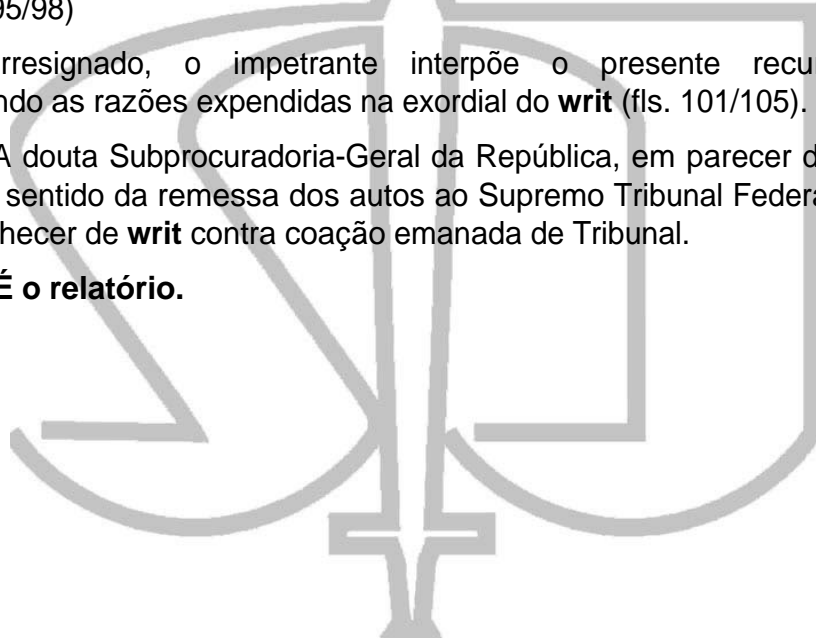 95/98)
rresignado, o impetrante interpõe o presente recu
ndo as razões expendidas na exordial do writ (fls. 101/105).
A douta Subprocuradoria-Geral da República, em parecer d
sentido da remessa dos autos ao Supremo Tribunal Federa
hecer de writ contra coação emanada de Tribunal.
É o relatório.